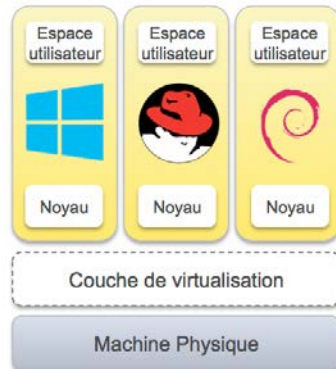 Espace
utilisateur
Espace
utilisateur
Espace
utilisateur
Noyau
Noyau
Noyau
Couche de virtualisation
Machine Physique